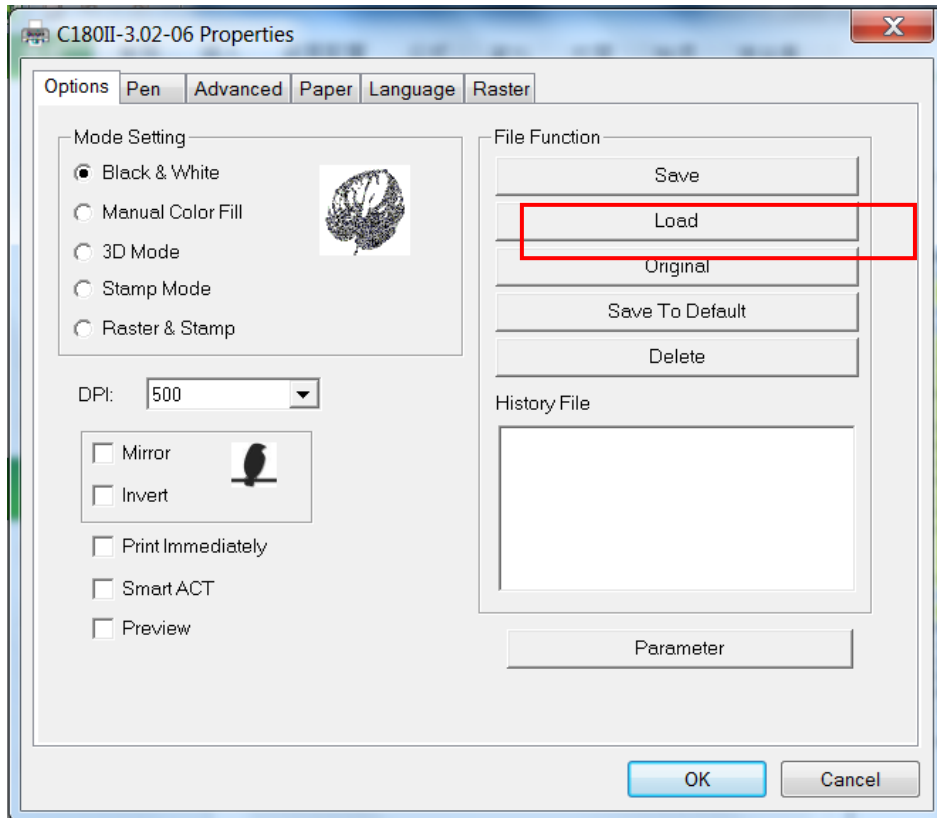 C180II-3.02-06 Properties
Options Pen Advanced Paper Language Raster
Mode Setting
Black & White
Manual Color Fill
3D Mode
Stamp Mode
Raster & Stamp
DPI: 500
Mirror
Invert
Print Immediately
Smart ACT
Preview
File Function
Save
Load
Original
Save To Default
Delete
History File
Parameter
OK Cancel